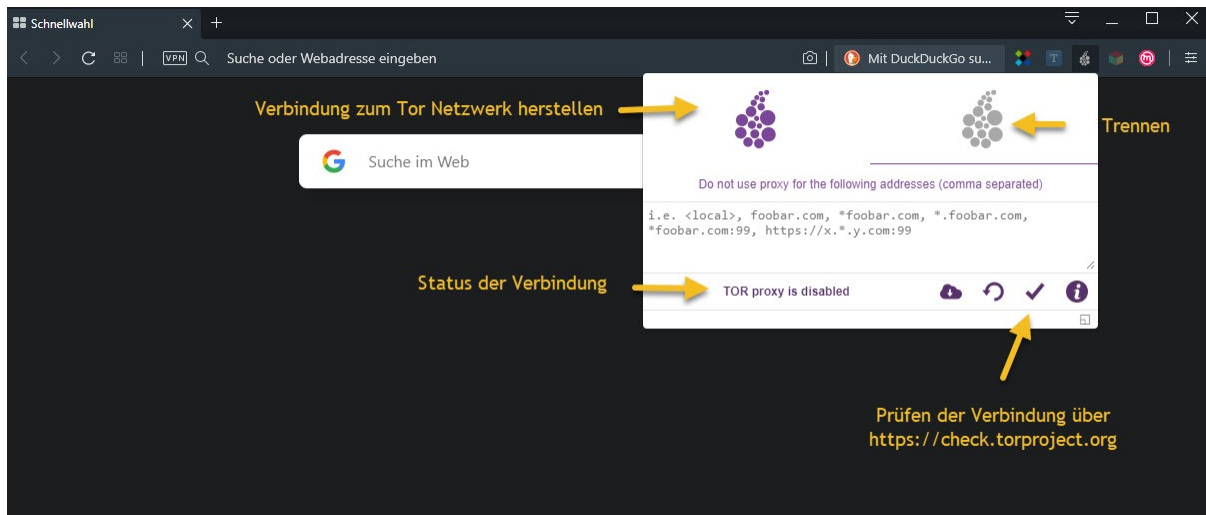 Schnellwahl
VPN Suche oder Webadresse eingeben Mit DuckDuckGo su... T
Verbindung zum Tor Netzwerk herstellen
Trennen
G Suche im Web
Do not use proxy for the following addresses (comma separated)
i.e. <local>, foobar.com, *foobar.com, *.foobar.com,
*foobar.com:99, https://x.*.y.com:99
Status der Verbindung
TOR proxy is disabled
Prüfen der Verbindung über
https://check.torproject.org